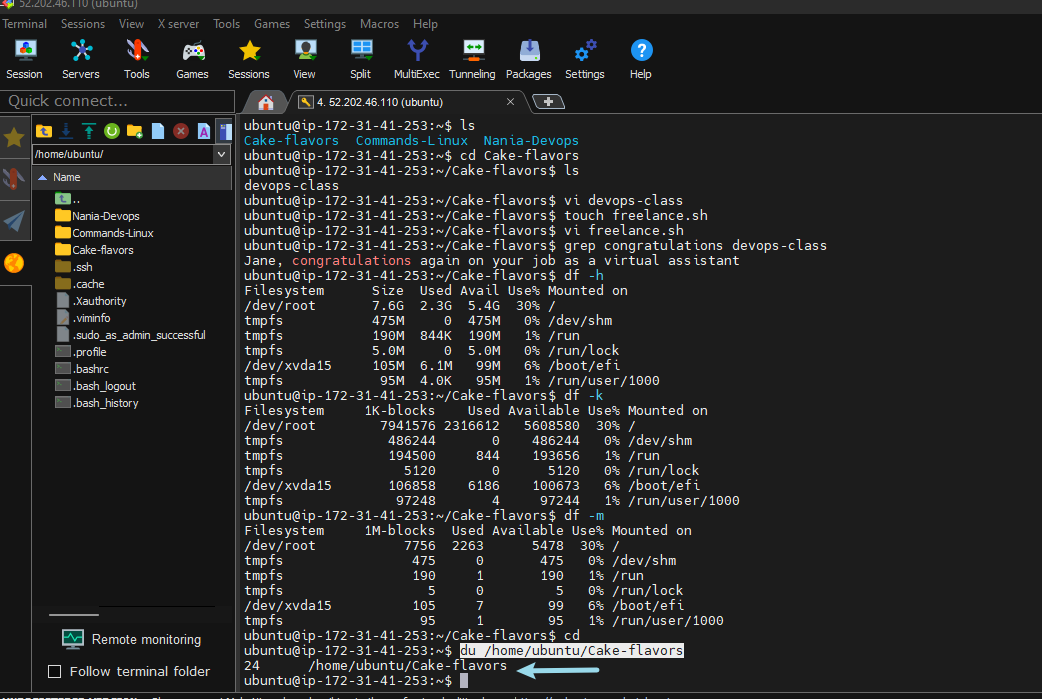 52.202.46.110 (ubuntu)
Terminal Sessions View X server Tools Games Settings Macros Help
Session Servers Tools Games Sessions View Split MultiExec Tunneling Packages Settings Help
Quick connect...
4. 52.202.46.110 (ubuntu)
/home/ubuntu/
Name
..
Nania-Devops
Commands-Linux
Cake-flavors
.ssh
.cache
.Xauthority
.viminfo
.sudo_as_admin_successful
.profile
.bashrc
.bash_logout
.bash_history
Remote monitoring
Follow terminal folder
ubuntu@ip-172-31-41-253:~$ ls
Cake-flavors  Commands-Linux  Nania-Devops
ubuntu@ip-172-31-41-253:~$ cd Cake-flavors
ubuntu@ip-172-31-41-253:~/Cake-flavors$ ls
devops-class
ubuntu@ip-172-31-41-253:~/Cake-flavors$ vi devops-class
ubuntu@ip-172-31-41-253:~/Cake-flavors$ touch freelance.sh
ubuntu@ip-172-31-41-253:~/Cake-flavors$ vi freelance.sh
ubuntu@ip-172-31-41-253:~/Cake-flavors$ grep congratulations devops-class
Jane, congratulations again on your job as a virtual assistant
ubuntu@ip-172-31-41-253:~/Cake-flavors$ df -h
Filesystem      Size  Used Avail Use% Mounted on
/dev/root       7.6G  2.3G  5.4G  30% /
tmpfs           475M     0  475M   0% /dev/shm
tmpfs           190M  844K  190M   1% /run
tmpfs           5.0M     0  5.0M   0% /run/lock
/dev/xvda15     105M  6.1M   99M   6% /boot/efi
tmpfs            95M  4.0K   95M   1% /run/user/1000
ubuntu@ip-172-31-41-253:~/Cake-flavors$ df -k
Filesystem     1K-blocks    Used Available Use% Mounted on
/dev/root        7941576 2316612   5608580  30% /
tmpfs             486244       0    486244   0% /dev/shm
tmpfs             194500     844    193656   1% /run
tmpfs               5120       0      5120   0% /run/lock
/dev/xvda15       106858    6186    100673   6% /boot/efi
tmpfs              97248       4     97244   1% /run/user/1000
ubuntu@ip-172-31-41-253:~/Cake-flavors$ df -m
Filesystem     1M-blocks  Used Available Use% Mounted on
/dev/root           7756  2263      5478  30% /
tmpfs                475     0       475   0% /dev/shm
tmpfs                190     1       190   1% /run
tmpfs                  5     0         5   0% /run/lock
/dev/xvda15          105     7        99   6% /boot/efi
tmpfs                 95     1        95   1% /run/user/1000
ubuntu@ip-172-31-41-253:~/Cake-flavors$ cd
ubuntu@ip-172-31-41-253:~$ du /home/ubuntu/Cake-flavors
24      /home/ubuntu/Cake-flavors
ubuntu@ip-172-31-41-253:~$